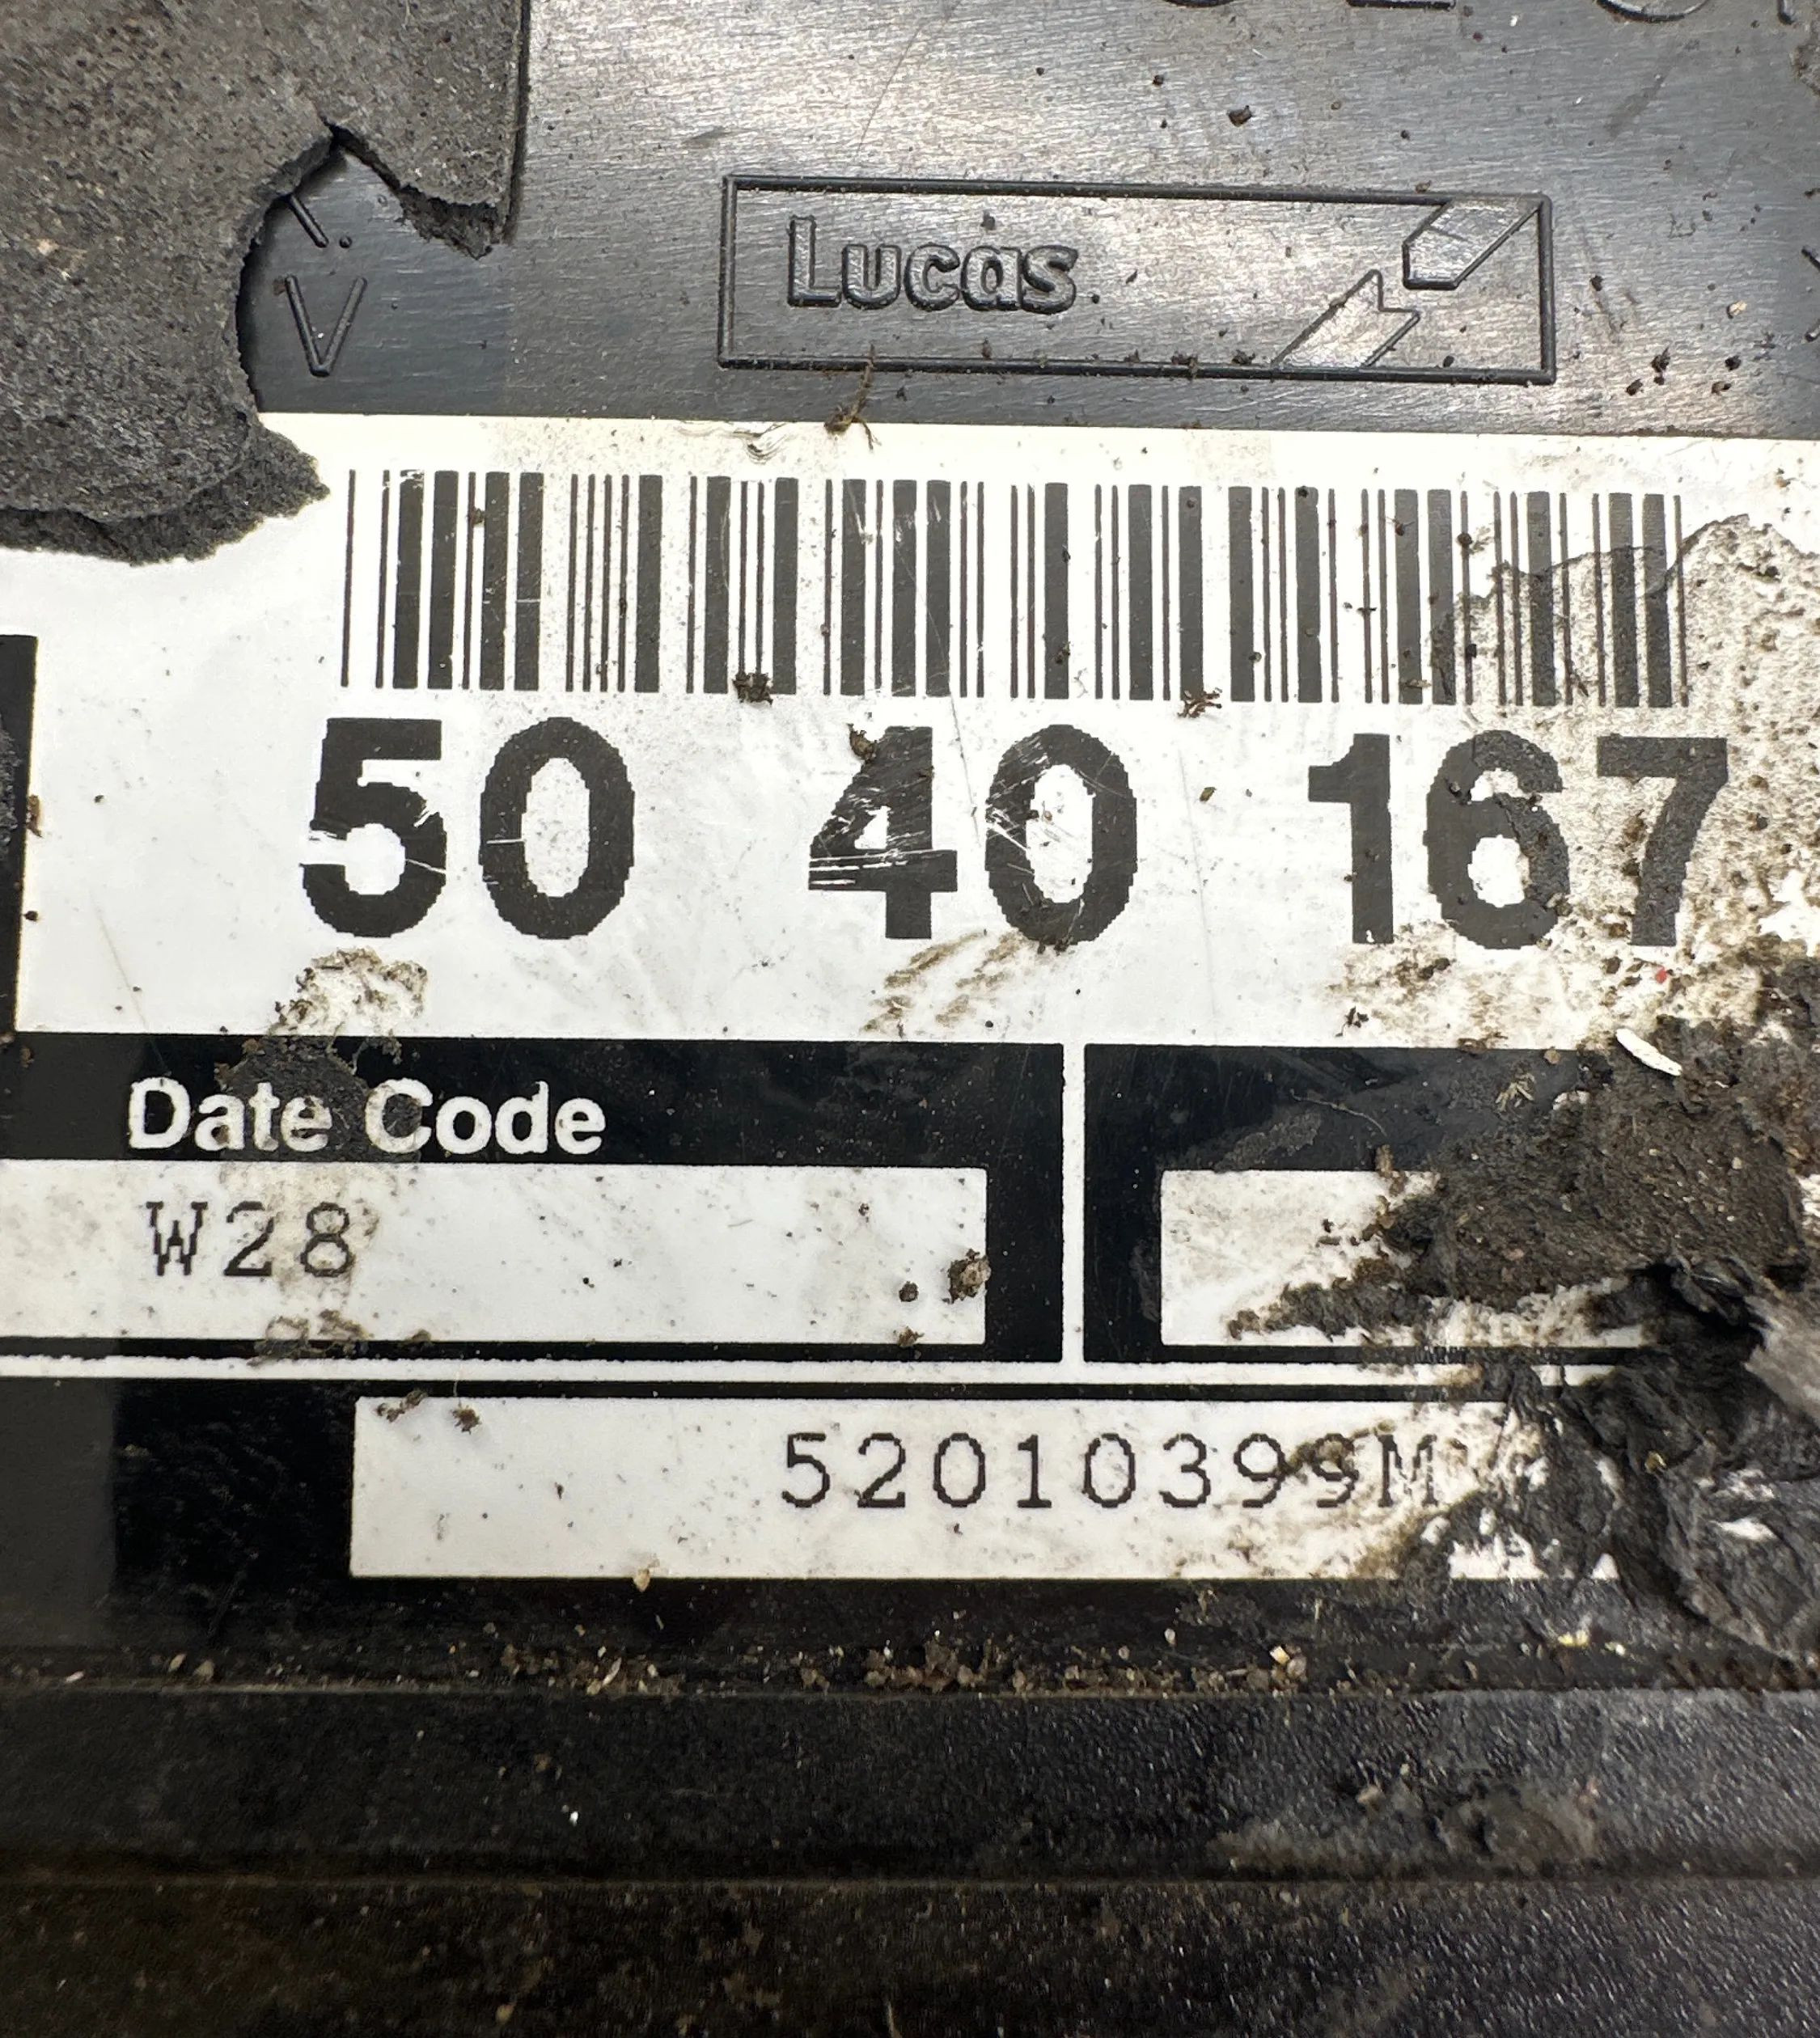 Lucas
V
50 40 167
Date Code
W28
52010399M